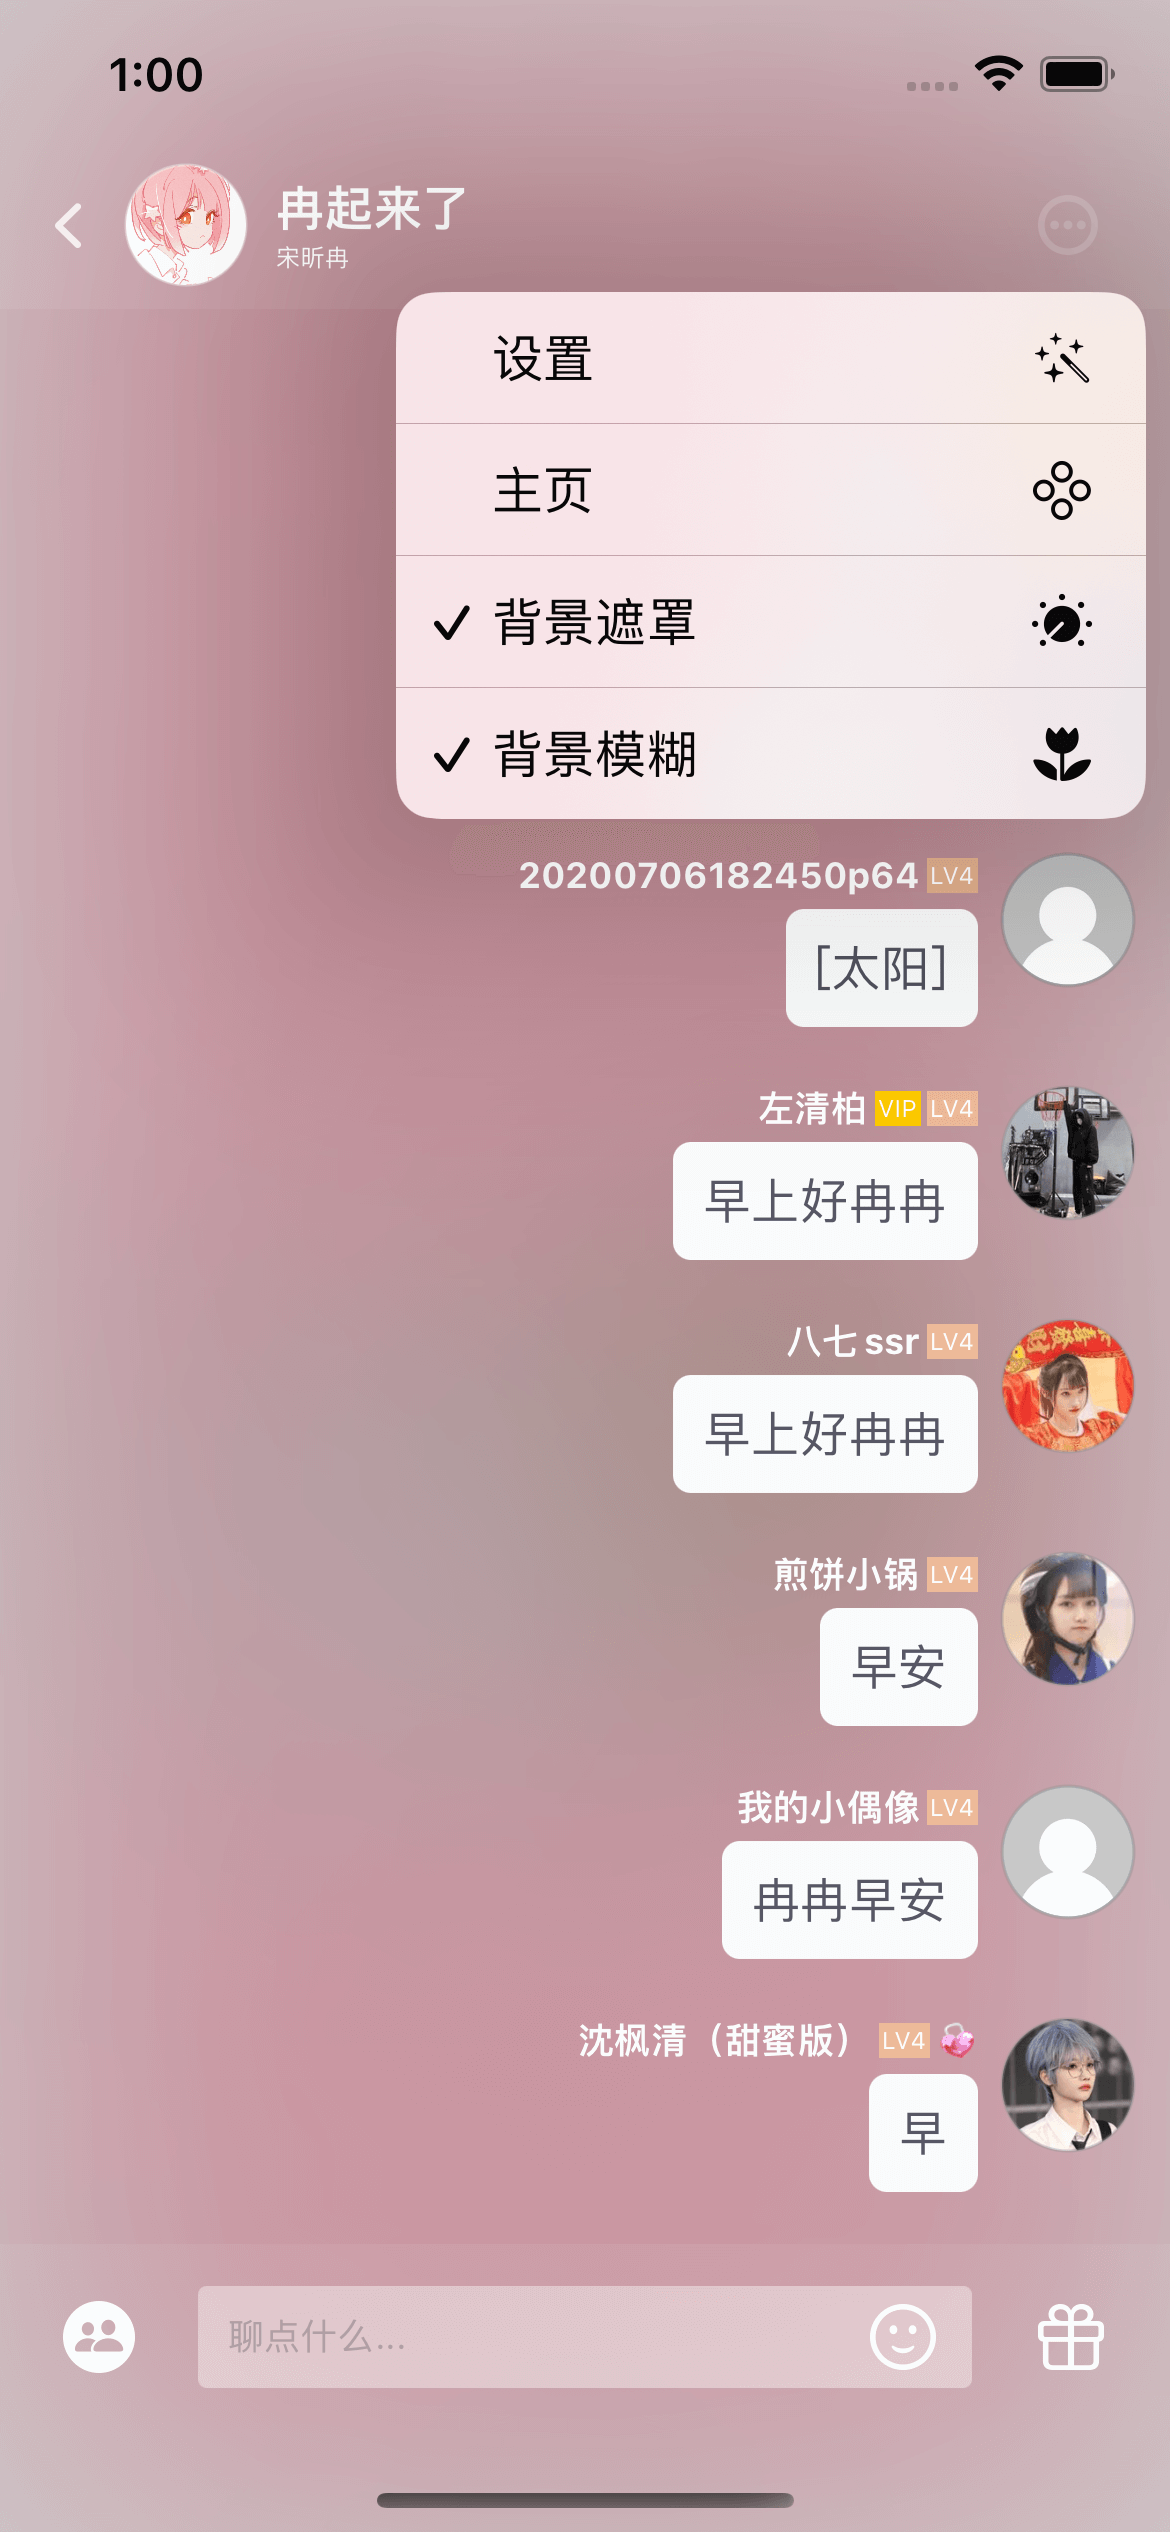 1:00
冉起来了
宋昕冉
设置
主页
背景遮罩
背景模糊
20200706182450p64 LV4
[太阳]
左清柏 VIP LV4
早上好冉冉
八七ssr LV4
早上好冉冉
煎饼小锅 LV4
早安
我的小偶像 LV4
冉冉早安
沈枫清（甜蜜版） LV4
早
聊点什么...